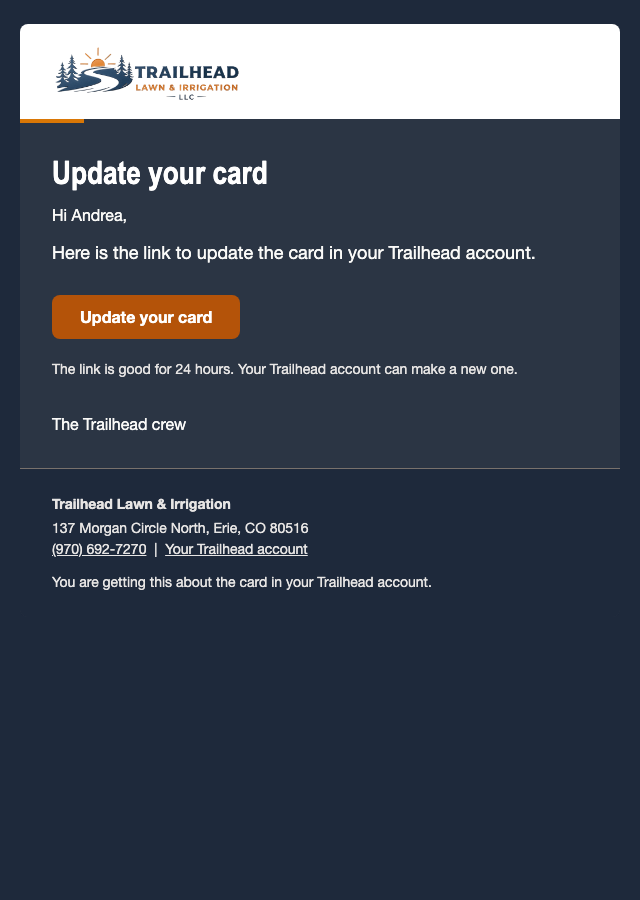 TRAILHEAD
LAWN & IRRIGATION
LLC
Update your card
Hi Andrea,
Here is the link to update the card in your Trailhead account.
Update your card
The link is good for 24 hours. Your Trailhead account can make a new one.
The Trailhead crew
Trailhead Lawn & Irrigation
137 Morgan Circle North, Erie, CO 80516
(970) 692-7270 | Your Trailhead account
You are getting this about the card in your Trailhead account.